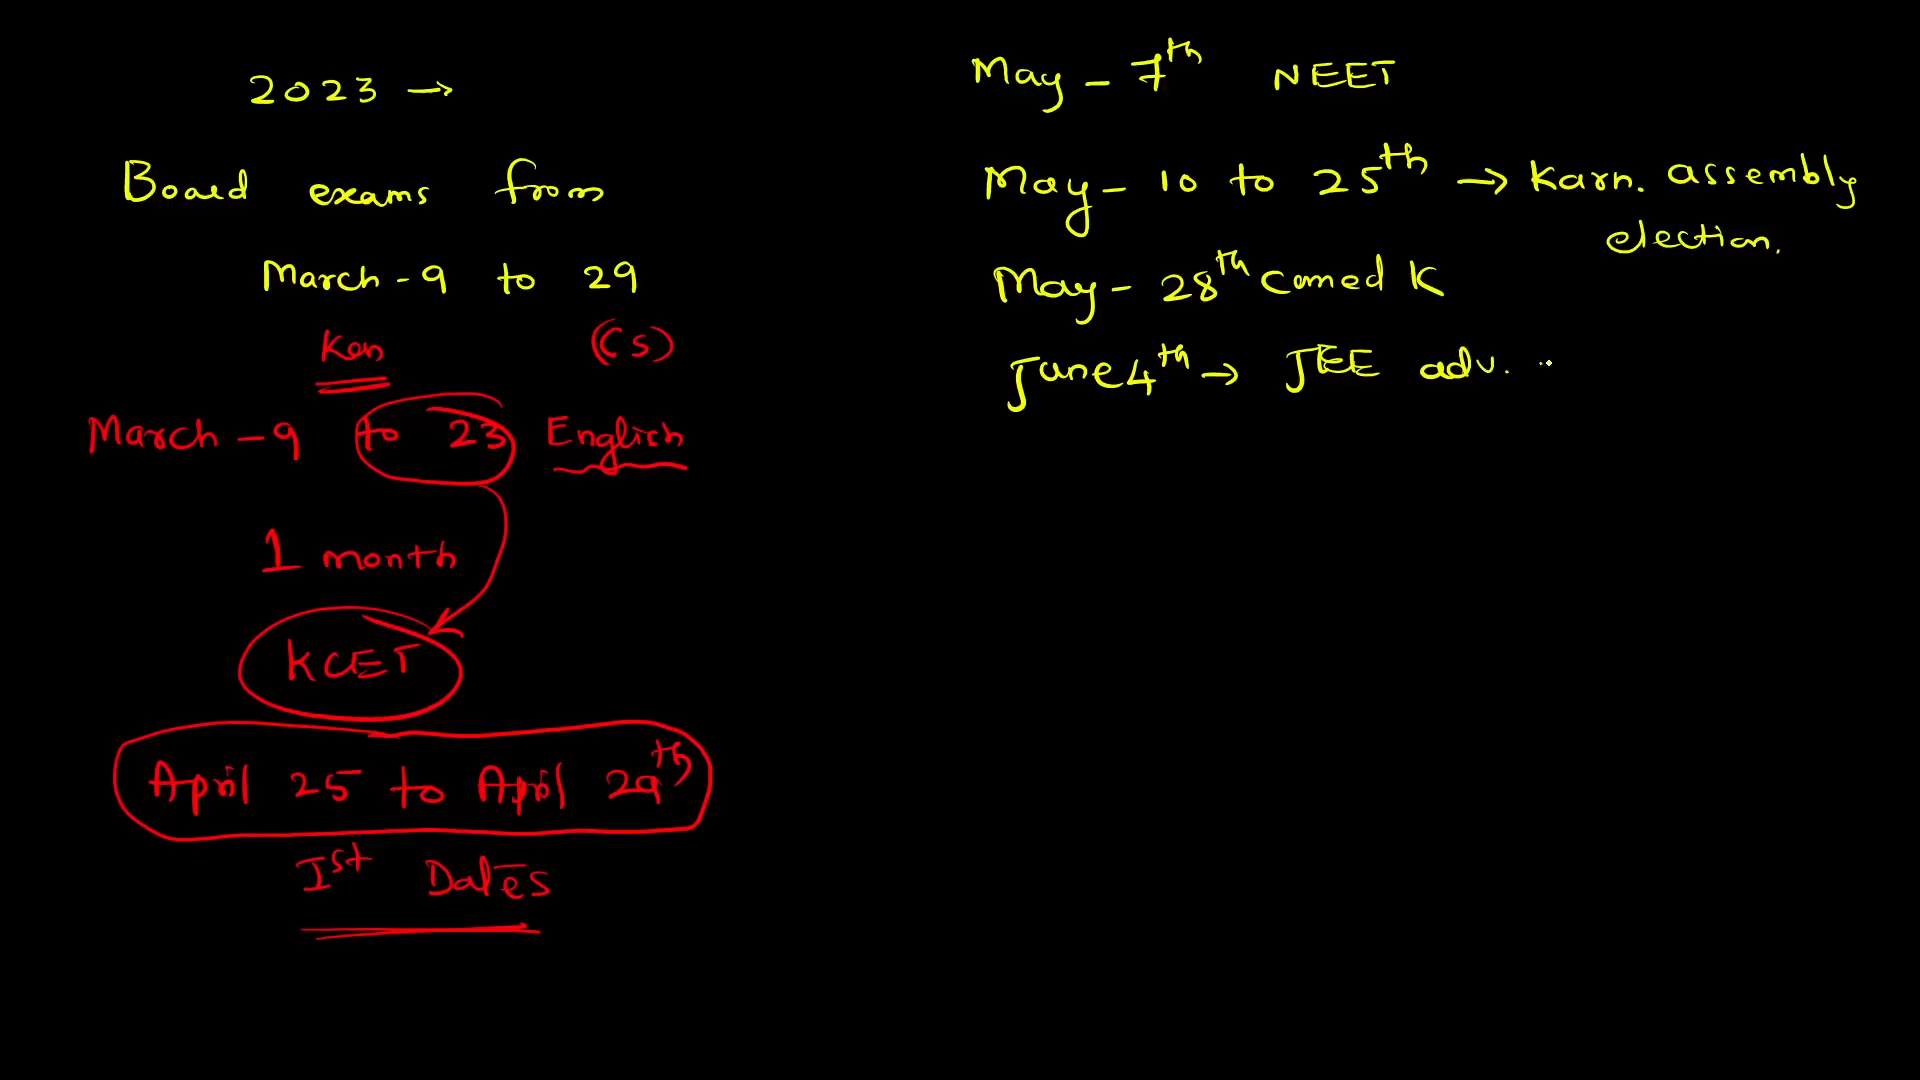 2023 →
Board exams from
March - 9 to 29
Kan (CS)
March - 9 to 23 English
1 month
KCET
April 25 to April 29th
Ist Dates
May - 7th NEET
May - 10 to 25th → Karn. assembly
election.
May - 28th comed K
June 4th → JEE adv.